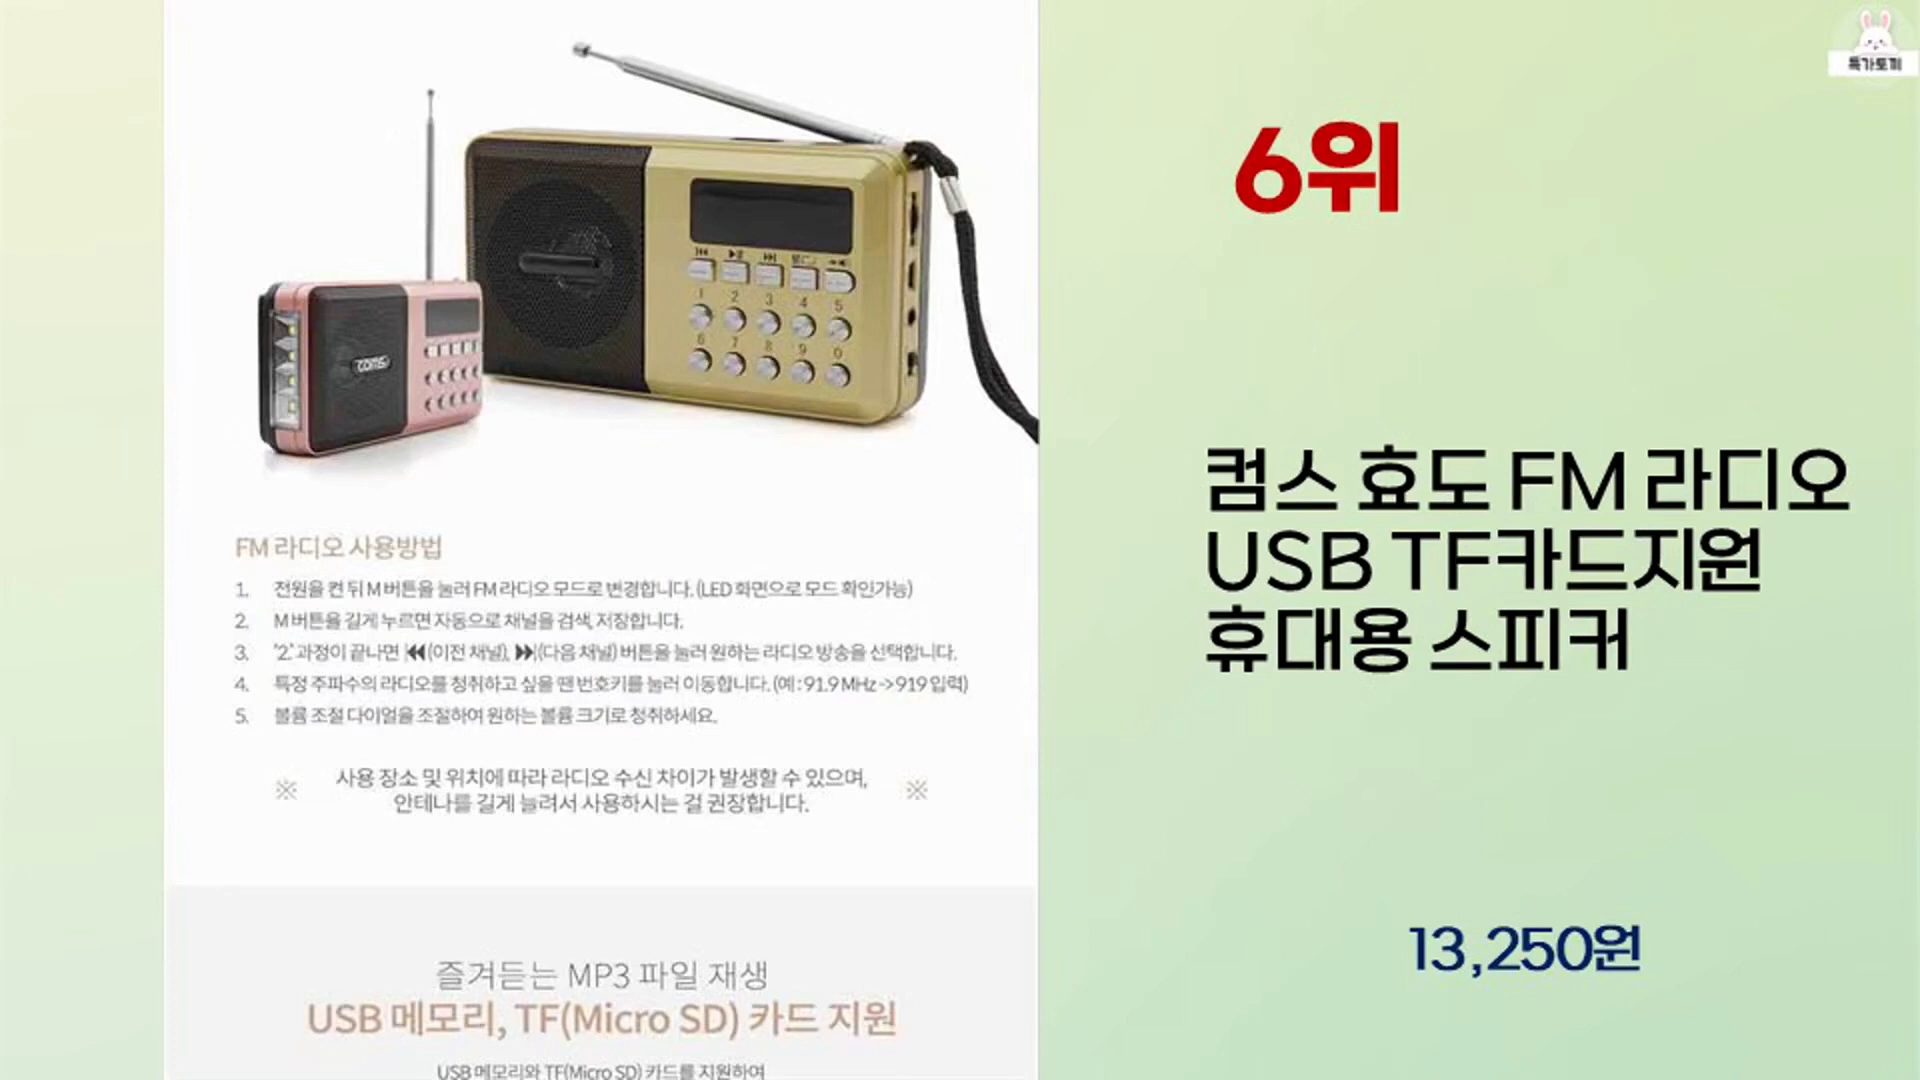 특가토끼
6위
컴스 효도 FM 라디오
USB TF카드지원
휴대용 스피커
13,250원
1 2 3 4 5
6 7 8 9 0
FM 라디오 사용방법
1. 전원을 켠 뒤 M 버튼을 눌러 FM 라디오 모드로 변경합니다. (LED 화면으로 모드 확인가능)
2. M 버튼을 길게 누르면 자동으로 채널을 검색, 저장합니다.
3. '2.' 과정이 끝나면 |◀◀(이전 채널), ▶▶|(다음 채널) 버튼을 눌러 원하는 라디오 방송을 선택합니다.
4. 특정 주파수의 라디오를 청취하고 싶을 땐 번호키를 눌러 이동합니다. (예 : 91.9 MHz -> 919 입력)
5. 볼륨 조절 다이얼을 조절하여 원하는 볼륨 크기로 청취하세요.
※ 사용 장소 및 위치에 따라 라디오 수신 차이가 발생할 수 있으며, ※
안테나를 길게 늘려서 사용하시는 걸 권장합니다.
즐겨듣는 MP3 파일 재생
USB 메모리, TF(Micro SD) 카드 지원
USB 메모리와 TF(Micro SD) 카드를 지원하여